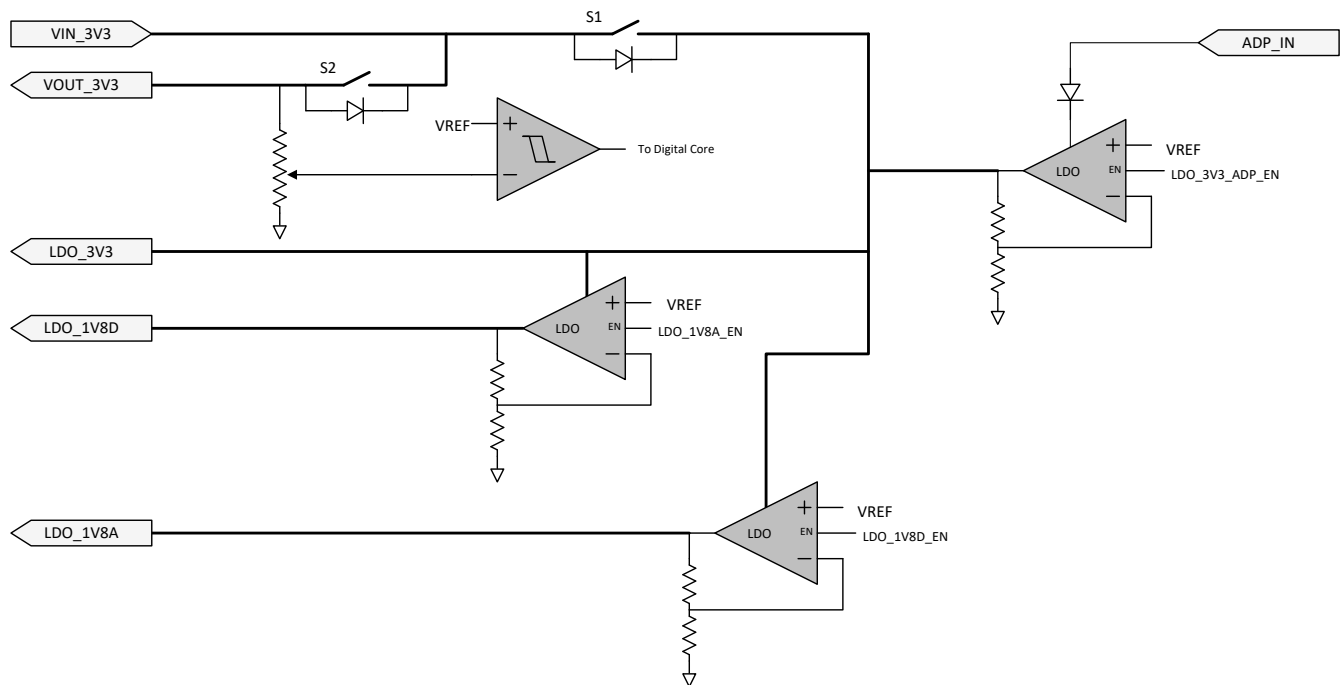 S1
VIN_3V3
ADP_IN
S2
VOUT_3V3
VREF
+
To Digital Core
−
+
VREF
LDO
EN
LDO_3V3_ADP_EN
−
LDO_3V3
+
VREF
LDO_1V8D
LDO
EN
LDO_1V8A_EN
−
+
VREF
LDO_1V8A
LDO
EN
LDO_1V8D_EN
−